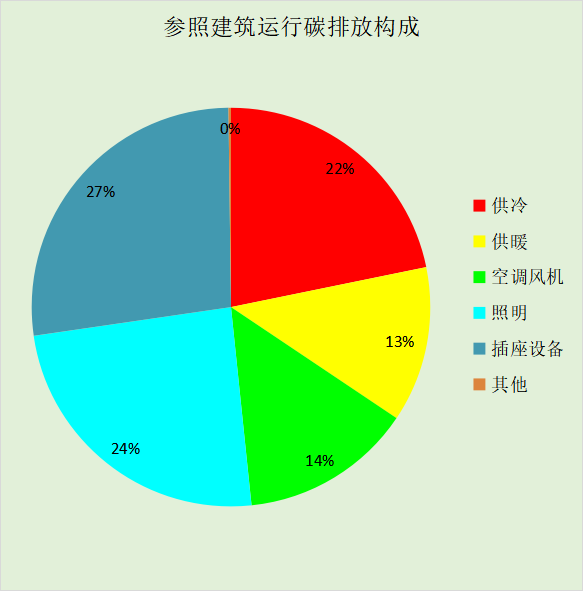 参照建筑运行碳排放构成
0%
22%
27%
供冷
供暖
空调风机
13%
照明
插座设备
其他
24%
14%